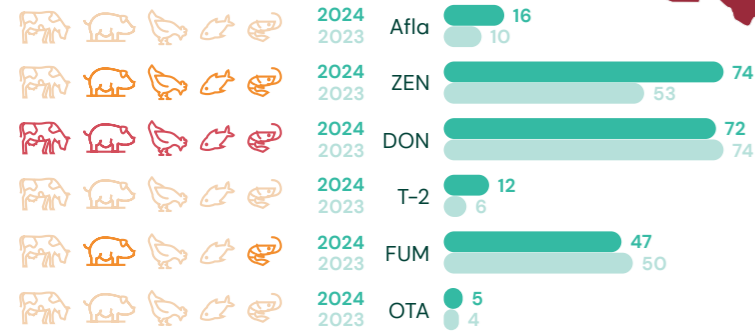 2024 Afla 16
2023 10
2024 ZEN 74
2023 53
2024 DON 72
2023 74
2024 T-2 12
2023 6
2024 FUM 47
2023 50
2024 OTA 5
2023 4